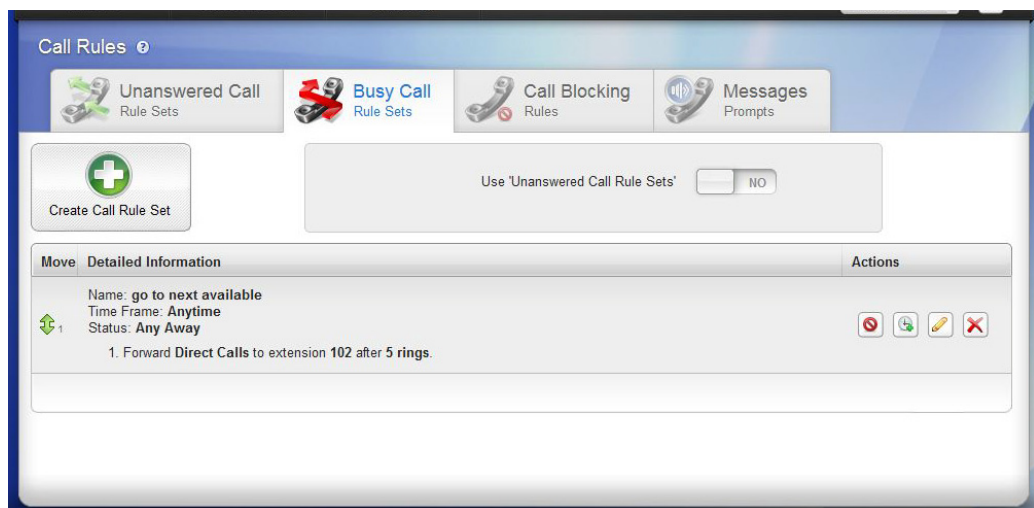 Call Rules ?
Unanswered Call
Rule Sets
Busy Call
Rule Sets
Call Blocking
Rules
Messages
Prompts
Create Call Rule Set
Use 'Unanswered Call Rule Sets' NO
Move Detailed Information Actions
Name: go to next available
Time Frame: Anytime
1
Status: Any Away
1. Forward Direct Calls to extension 102 after 5 rings.